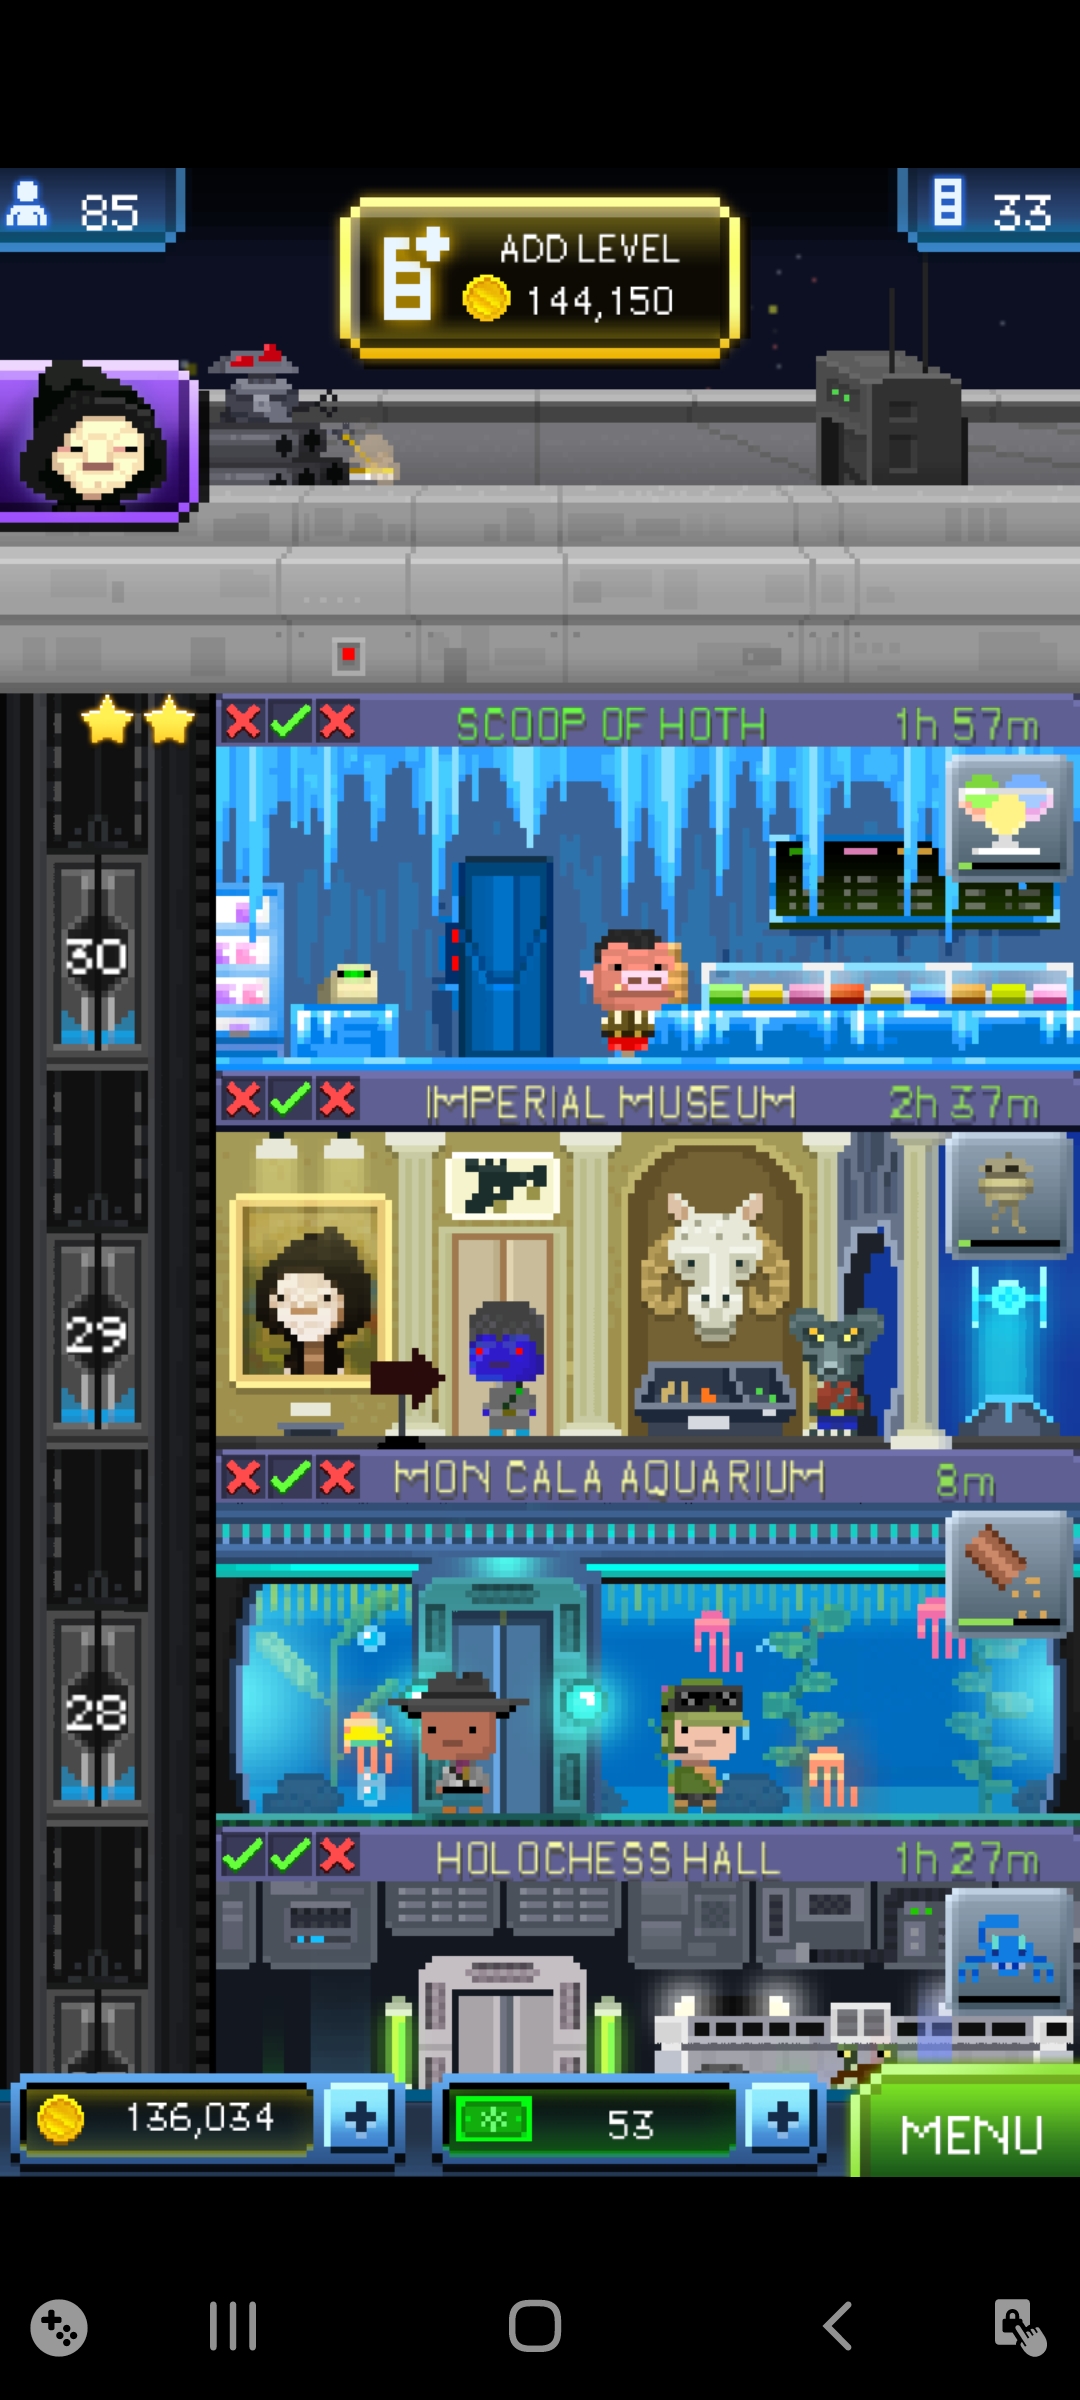 85
ADD LEVEL
144,150
33
SCOOP OF HOTH 1h 57m
30
IMPERIAL MUSEUM 2h 37m
29
MON CALA AQUARIUM 8m
28
HOLOCHESS HALL 1h 27m
136,034
53
MENU